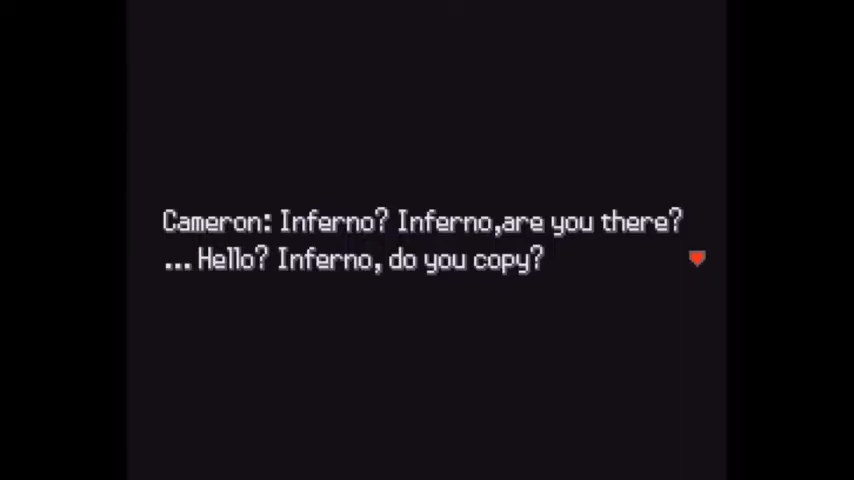 Cameron: Inferno? Inferno,are you there?
...Hello? Inferno, do you copy?